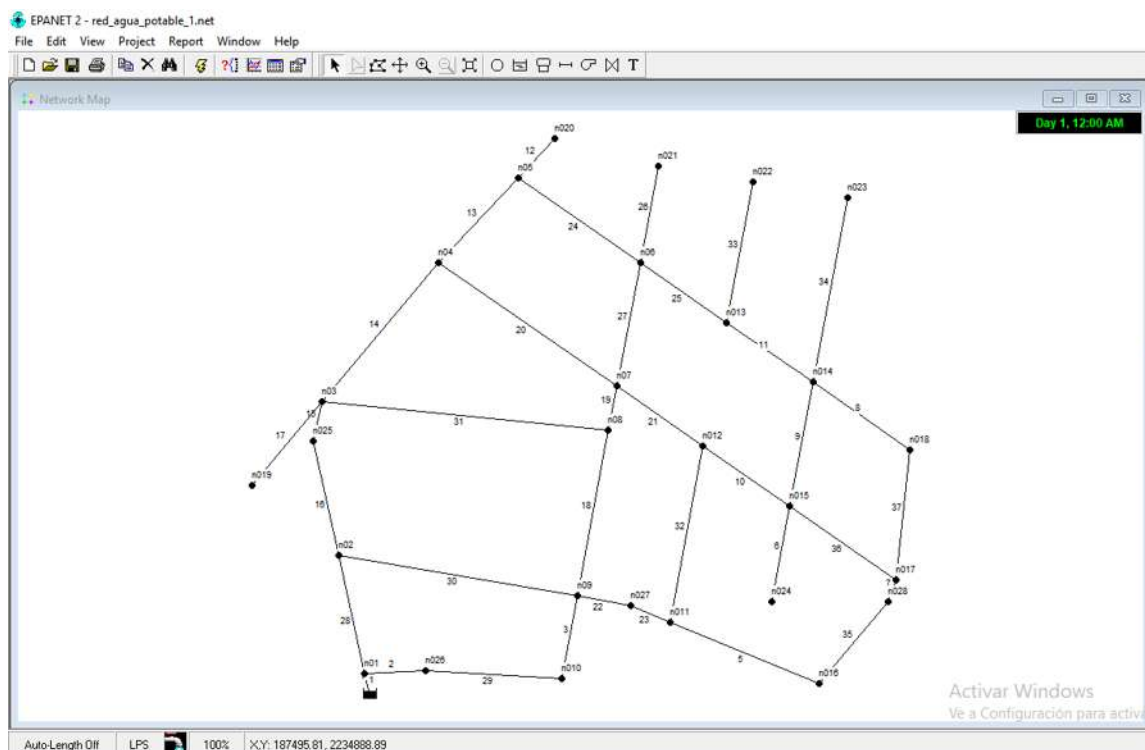 EPANET 2 - red_agua_potable_1.net
File Edit View Project Report Window Help
Network Map
Day 1, 12:00 AM
n020
12
n021
n05
n022
n023
13
26
24
33
n04
n06
34
25
27
n013
14
20
11
n07
n014
19
n03
8
15
31
n08
21
17
n025
n012
9
n018
n019
10
16
18
n015
37
32
n02
6
36
30
n09
n017
7
22
n027
n024
n028
28
3
23
n011
35
n01
2
n026
5
1
29
n010
n016
Activar Windows
Ve a Configuración para activa
Auto-Length Off LPS 100% X,Y: 187495.81, 2234888.89